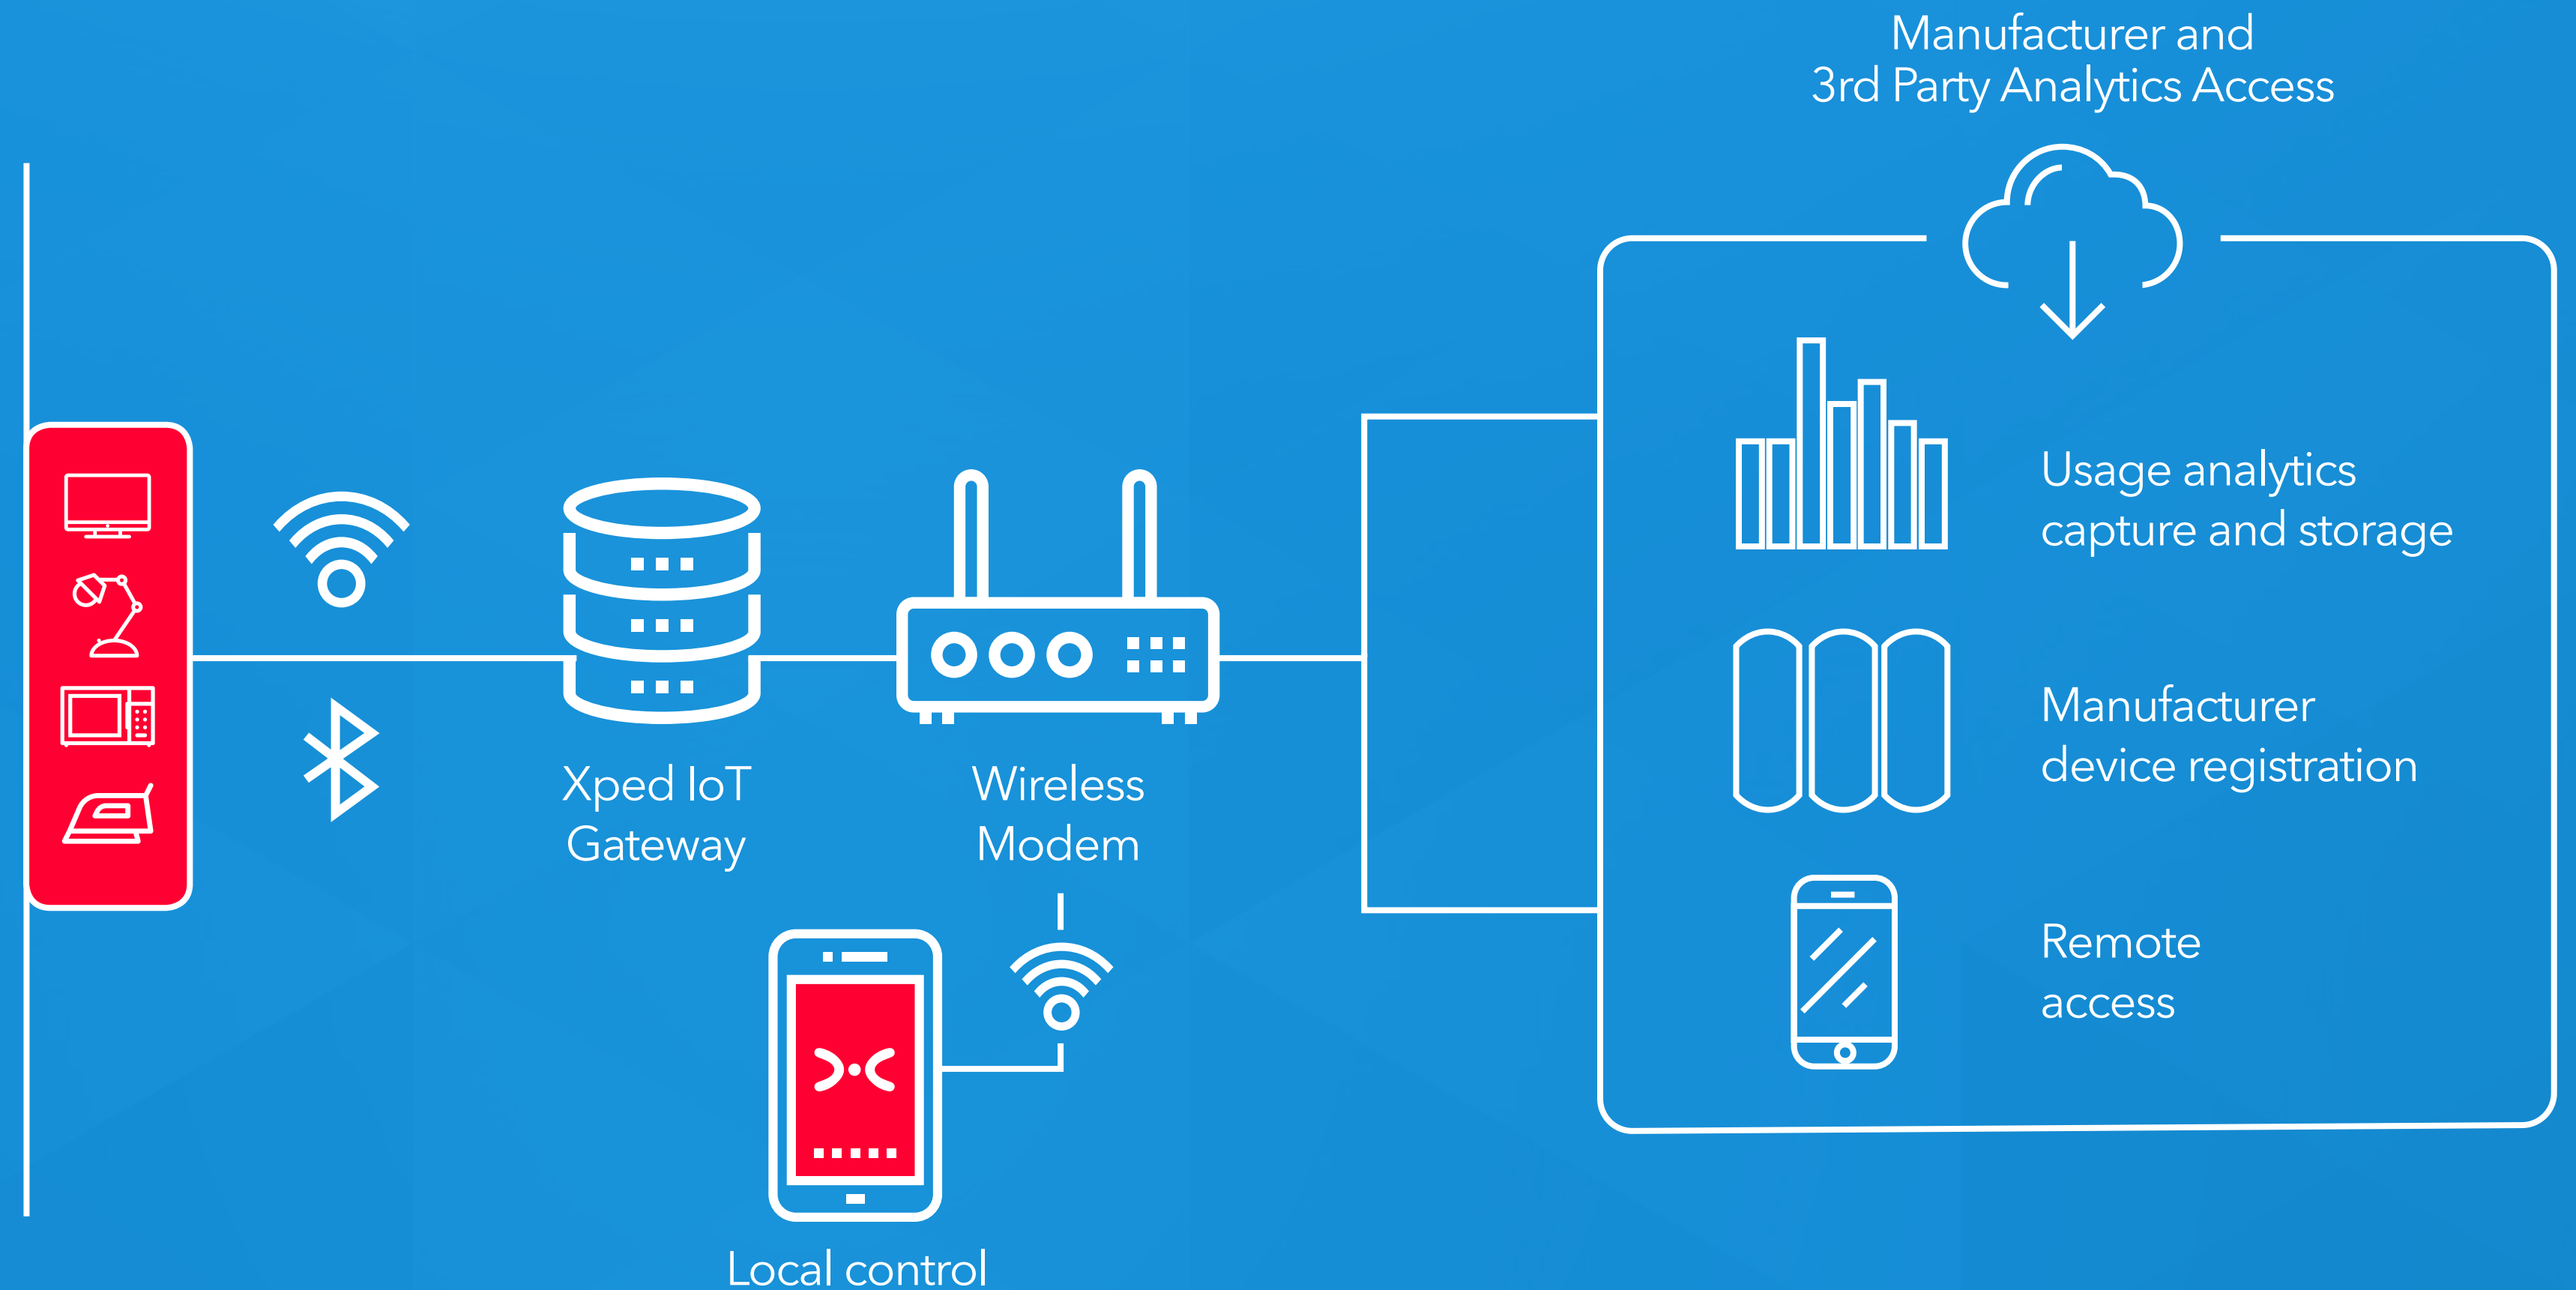 Manufacturer and
3rd Party Analytics Access
Usage analytics
capture and storage
Manufacturer
device registration
Remote
access
Xped IoT
Gateway
Wireless
Modem
Local control